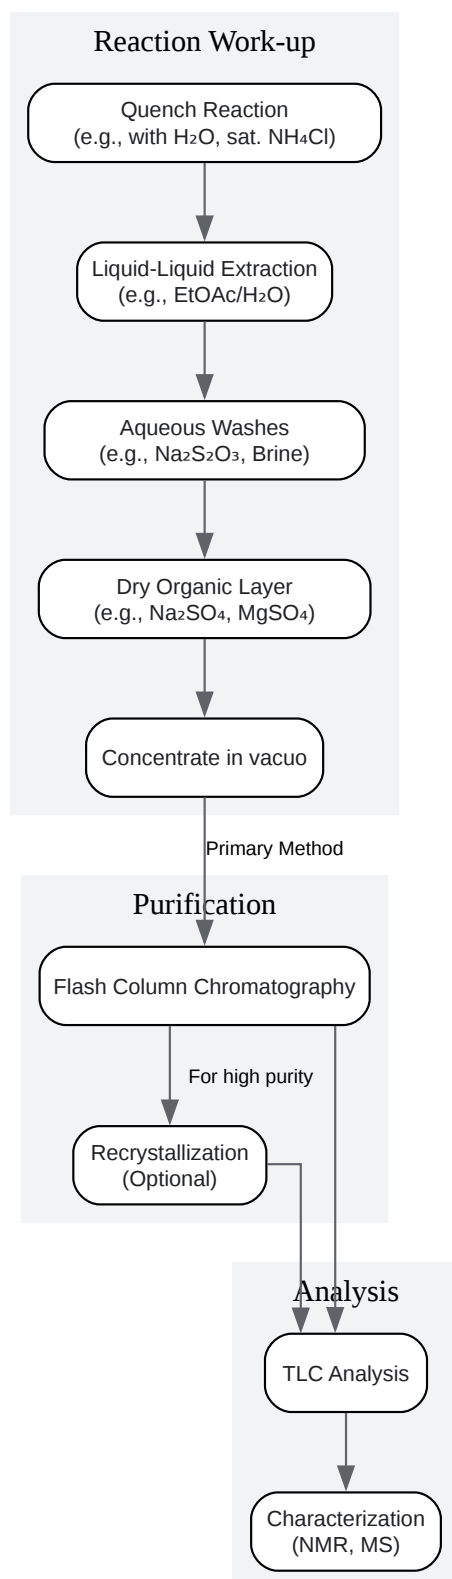 Reaction Work-up
Quench Reaction
(e.g., with H₂O, sat. NH₄Cl)
Liquid-Liquid Extraction
(e.g., EtOAc/H₂O)
Aqueous Washes
(e.g., Na₂S₂O₃, Brine)
Dry Organic Layer
(e.g., Na₂SO₄, MgSO₄)
Concentrate in vacuo
Primary Method
Purification
Flash Column Chromatography
For high purity
Recrystallization
(Optional)
Analysis
TLC Analysis
Characterization
(NMR, MS)